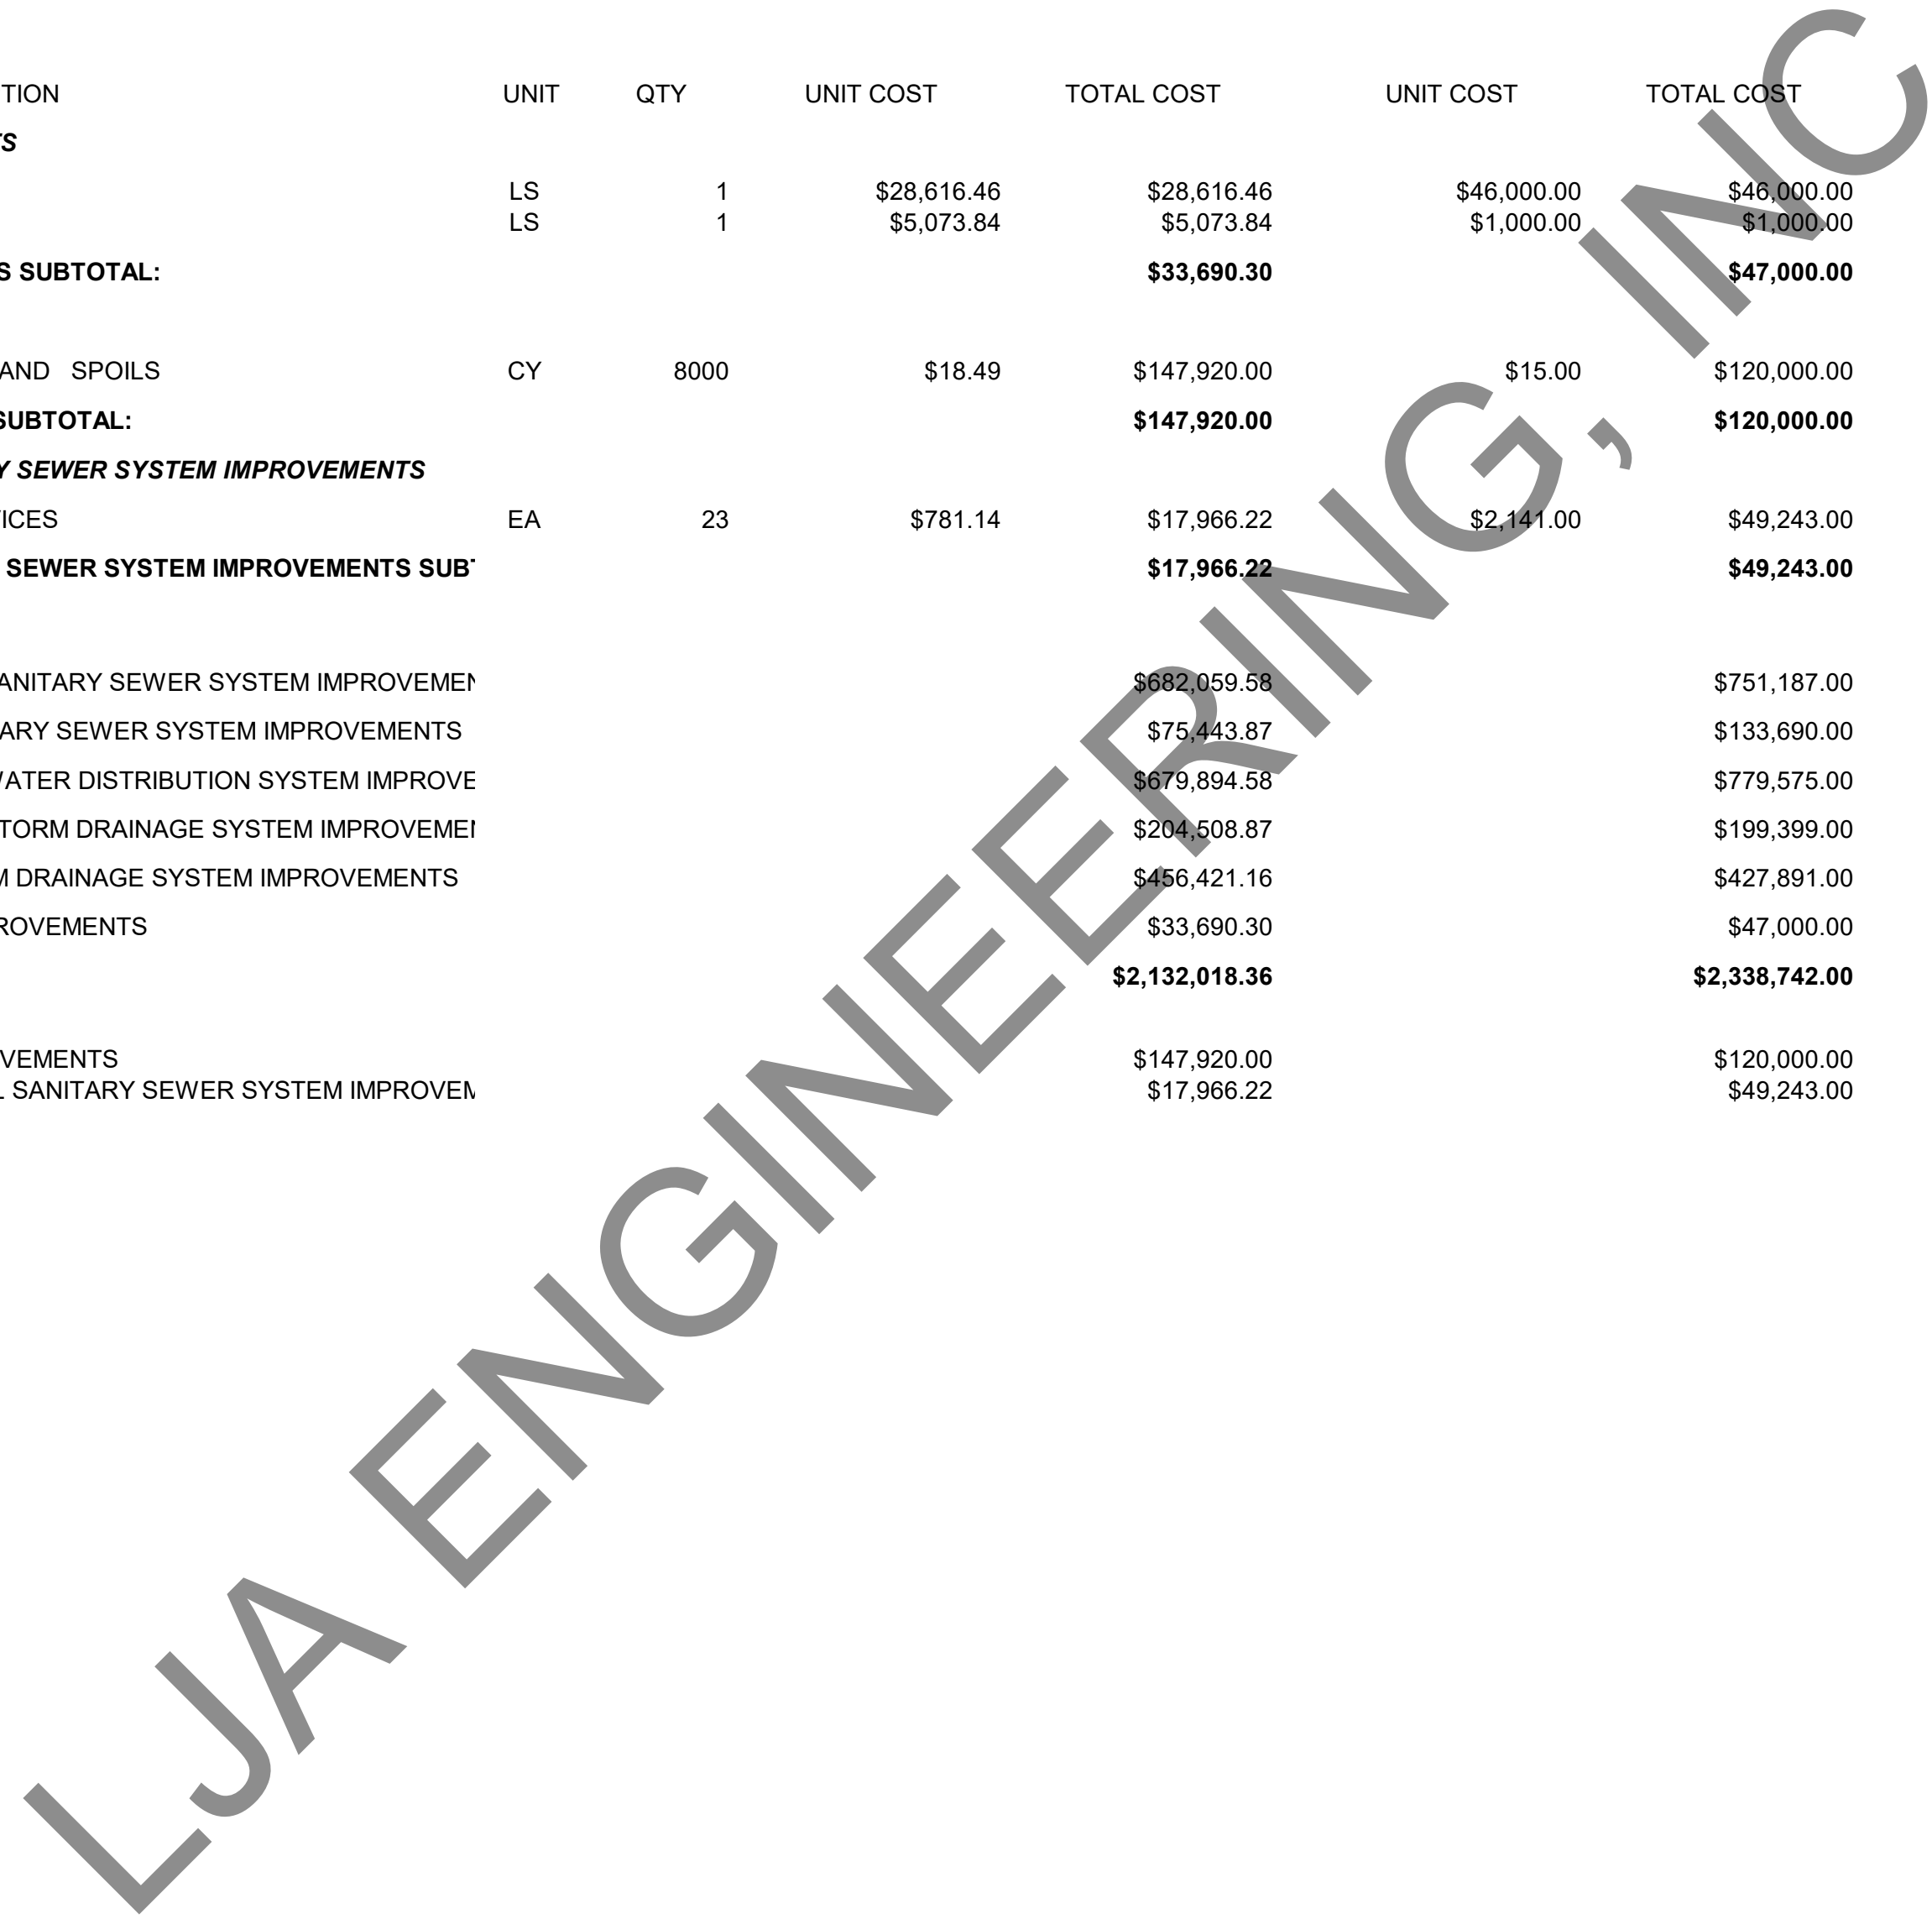 TION UNIT QTY UNIT COST TOTAL COST UNIT COST TOTAL COST
TS
LS 1 $28,616.46 $28,616.46 $46,000.00 $46,000.00
LS 1 $5,073.84 $5,073.84 $1,000.00 $1,000.00
S SUBTOTAL: $33,690.30 $47,000.00
AND SPOILS CY 8000 $18.49 $147,920.00 $15.00 $120,000.00
SUBTOTAL: $147,920.00 $120,000.00
Y SEWER SYSTEM IMPROVEMENTS
VICES EA 23 $781.14 $17,966.22 $2,141.00 $49,243.00
SEWER SYSTEM IMPROVEMENTS SUBT $17,966.22 $49,243.00
ANITARY SEWER SYSTEM IMPROVEMEN $682,059.58 $751,187.00
ARY SEWER SYSTEM IMPROVEMENTS $75,443.87 $133,690.00
WATER DISTRIBUTION SYSTEM IMPROVE $679,894.58 $779,575.00
TORM DRAINAGE SYSTEM IMPROVEMEN $204,508.87 $199,399.00
M DRAINAGE SYSTEM IMPROVEMENTS $456,421.16 $427,891.00
ROVEMENTS $33,690.30 $47,000.00
$2,132,018.36 $2,338,742.00
VEMENTS $147,920.00 $120,000.00
L SANITARY SEWER SYSTEM IMPROVEM $17,966.22 $49,243.00
LJA ENGINEERING, INC